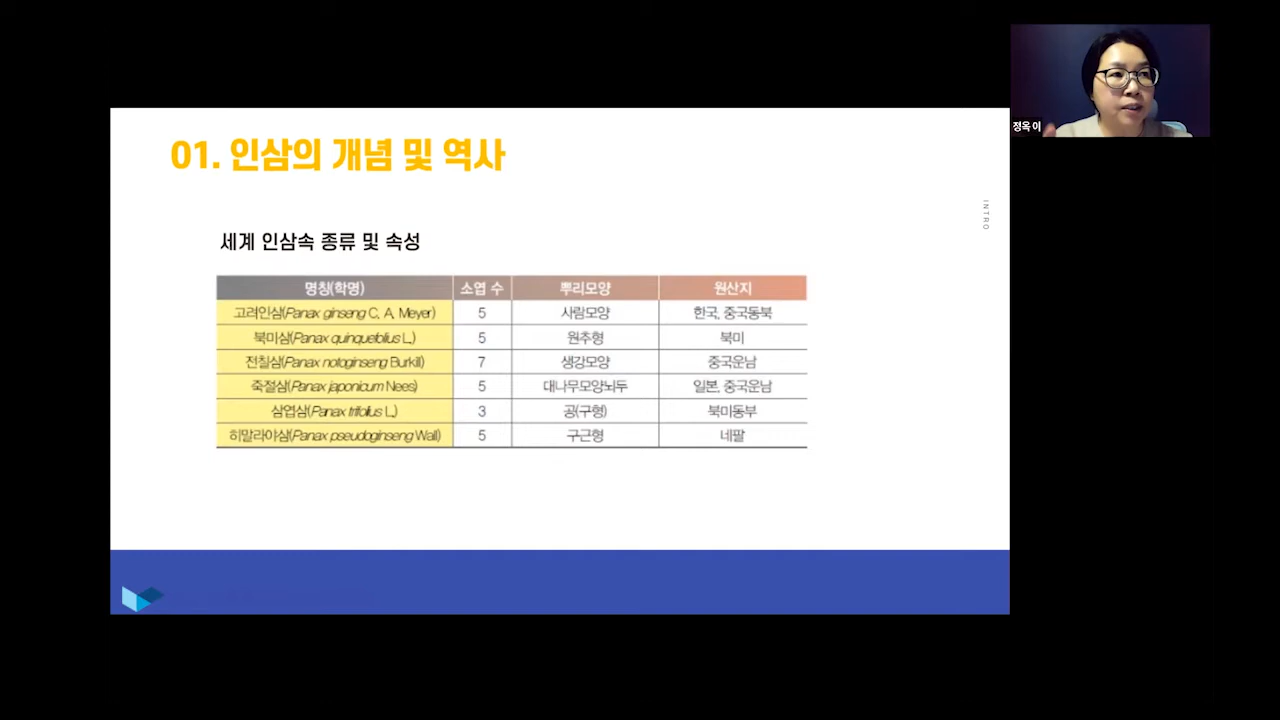 정옥 이
01. 인삼의 개념 및 역사
INTRO
세계 인삼속 종류 및 속성
명칭(학명) 소엽 수 뿌리모양 원산지
고려인삼(Panax ginseng C, A, Meyer) 5 사람모양 한국, 중국동북
북미삼(Panax quinquefolius L.) 5 원추형 북미
전칠삼(Panax notoginseng Burkill) 7 생강모양 중국운남
죽절삼(Panax japonicum Nees) 5 대나무모양뇌두 일본, 중국운남
삼엽삼(Panax trifolius L.) 3 공(구형) 북미동부
히말라야삼(Panax pseudoginseng Wall) 5 구근형 네팔